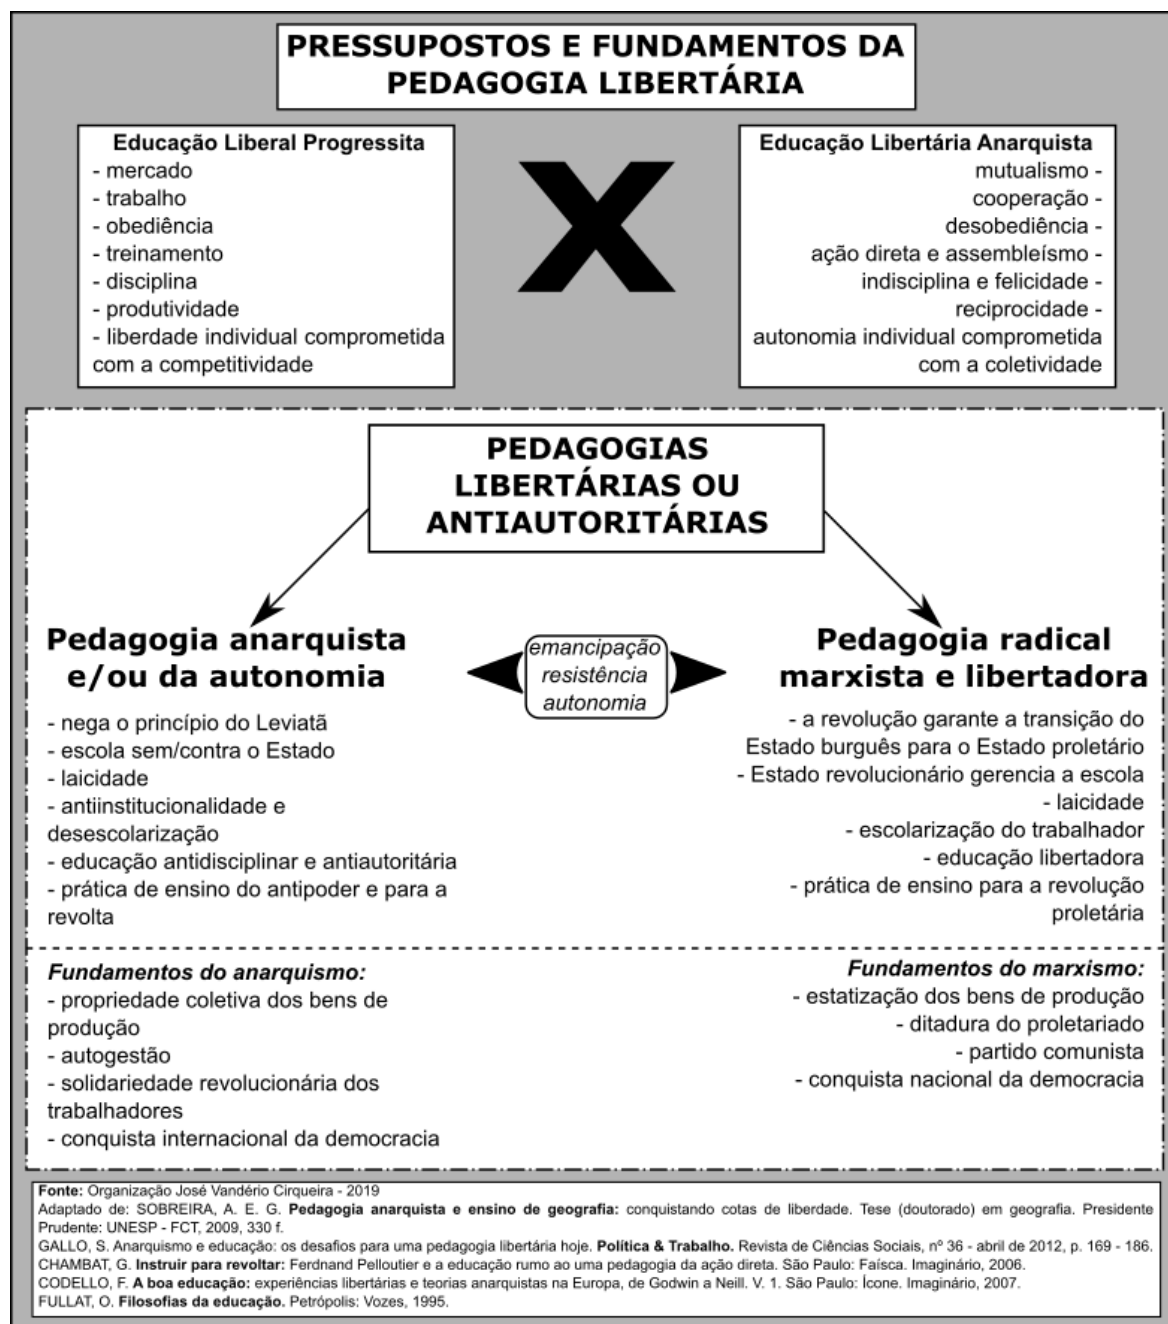 PRESSUPOSTOS E FUNDAMENTOS DA
PEDAGOGIA LIBERTÁRIA
Educação Liberal Progressita
- mercado
- trabalho
- obediência
- treinamento
- disciplina
- produtividade
- liberdade individual comprometida
com a competitividade
X
Educação Libertária Anarquista
mutualismo -
cooperação -
desobediência -
ação direta e assembleísmo -
indisciplina e felicidade -
reciprocidade -
autonomia individual comprometida
com a coletividade
PEDAGOGIAS
LIBERTÁRIAS OU
ANTIAUTORITÁRIAS
Pedagogia anarquista
e/ou da autonomia
- nega o princípio do Leviatã
- escola sem/contra o Estado
- laicidade
- antiinstitucionalidade e
desescolarização
- educação antidisciplinar e antiautoritária
- prática de ensino do antipoder e para a
revolta
emancipação
resistência
autonomia
Pedagogia radical
marxista e libertadora
- a revolução garante a transição do
Estado burguês para o Estado proletário
- Estado revolucionário gerencia a escola
- laicidade
- escolarização do trabalhador
- educação libertadora
- prática de ensino para a revolução
proletária
Fundamentos do anarquismo:
- propriedade coletiva dos bens de
produção
- autogestão
- solidariedade revolucionária dos
trabalhadores
- conquista internacional da democracia
Fundamentos do marxismo:
- estatização dos bens de produção
- ditadura do proletariado
- partido comunista
- conquista nacional da democracia
Fonte: Organização José Vandério Cirqueira - 2019
Adaptado de: SOBREIRA, A. E. G. Pedagogia anarquista e ensino de geografia: conquistando cotas de liberdade. Tese (doutorado) em geografia. Presidente
Prudente: UNESP - FCT, 2009, 330 f.
GALLO, S. Anarquismo e educação: os desafios para uma pedagogia libertária hoje. Política & Trabalho. Revista de Ciências Sociais, nº 36 - abril de 2012, p. 169 - 186.
CHAMBAT, G. Instruir para revoltar: Ferdnand Pelloutier e a educação rumo ao uma pedagogia da ação direta. São Paulo: Faísca. Imaginário, 2006.
CODELLO, F. A boa educação: experiências libertárias e teorias anarquistas na Europa, de Godwin a Neill. V. 1. São Paulo: Ícone. Imaginário, 2007.
FULLAT, O. Filosofias da educação. Petrópolis: Vozes, 1995.